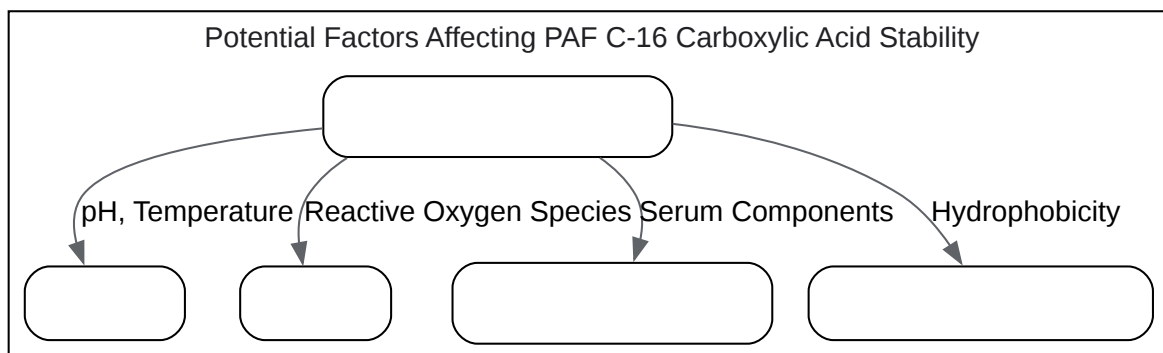 Potential Factors Affecting PAF C-16 Carboxylic Acid Stability
pH, Temperature
Reactive Oxygen Species
Serum Components
Hydrophobicity